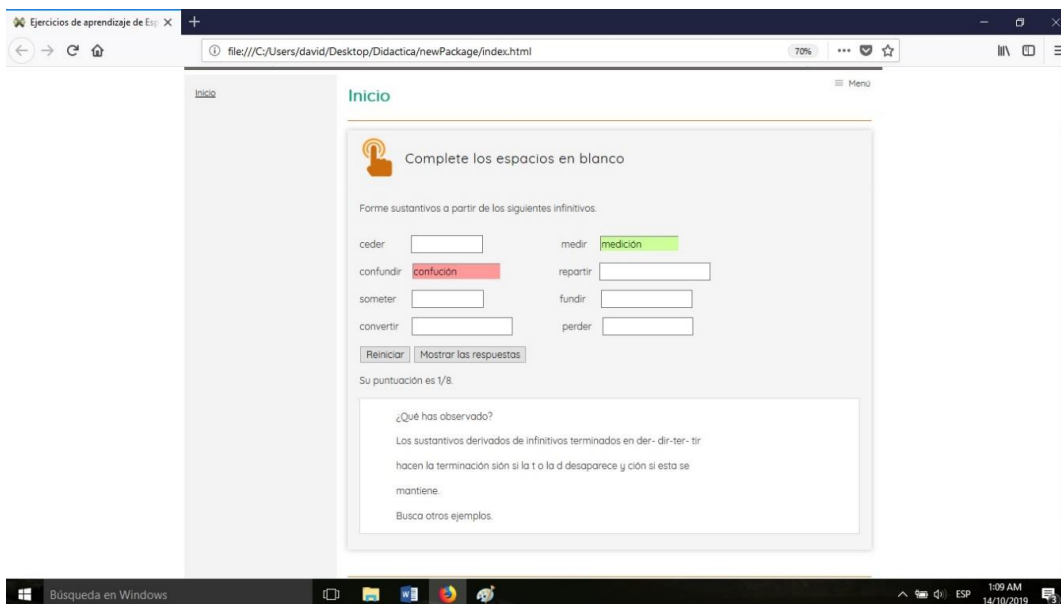 Ejercicios de aprendizaje de Esp
file:///C:/Users/david/Desktop/Didactica/newPackage/index.html
70%
Inicio
Menú
Inicio
Complete los espacios en blanco
Forme sustantivos a partir de los siguientes infinitivos.
ceder medir medición
confundir confución repartir
someter fundir
convertir perder
Reiniciar Mostrar las respuestas
Su puntuación es 1/8.
¿Qué has observado?
Los sustantivos derivados de infinitivos terminados en der- dir-ter- tir
hacen la terminación sión si la t o la d desaparece y ción si esta se
mantiene.
Busca otros ejemplos.
Búsqueda en Windows
ESP
1:09 AM
14/10/2019
3